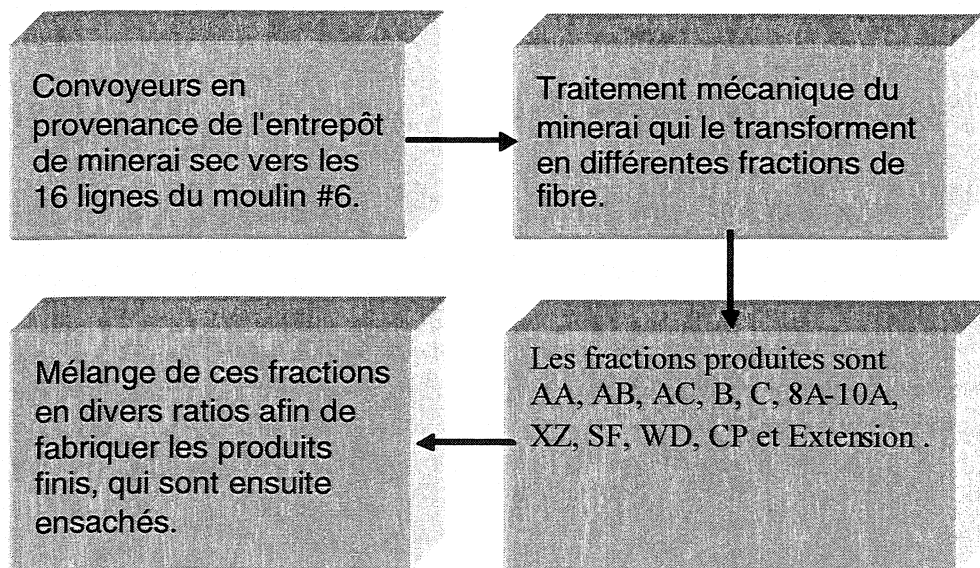 Convoyeurs en
provenance de l'entrepôt
de minerai sec vers les
16 lignes du moulin #6.
Traitement mécanique du
minerai qui le transforment
en différentes fractions de
fibre.
Les fractions produites sont
AA, AB, AC, B, C, 8A-10A,
XZ, SF, WD, CP et Extension .
Mélange de ces fractions
en divers ratios afin de
fabriquer les produits
finis, qui sont ensuite
ensachés.